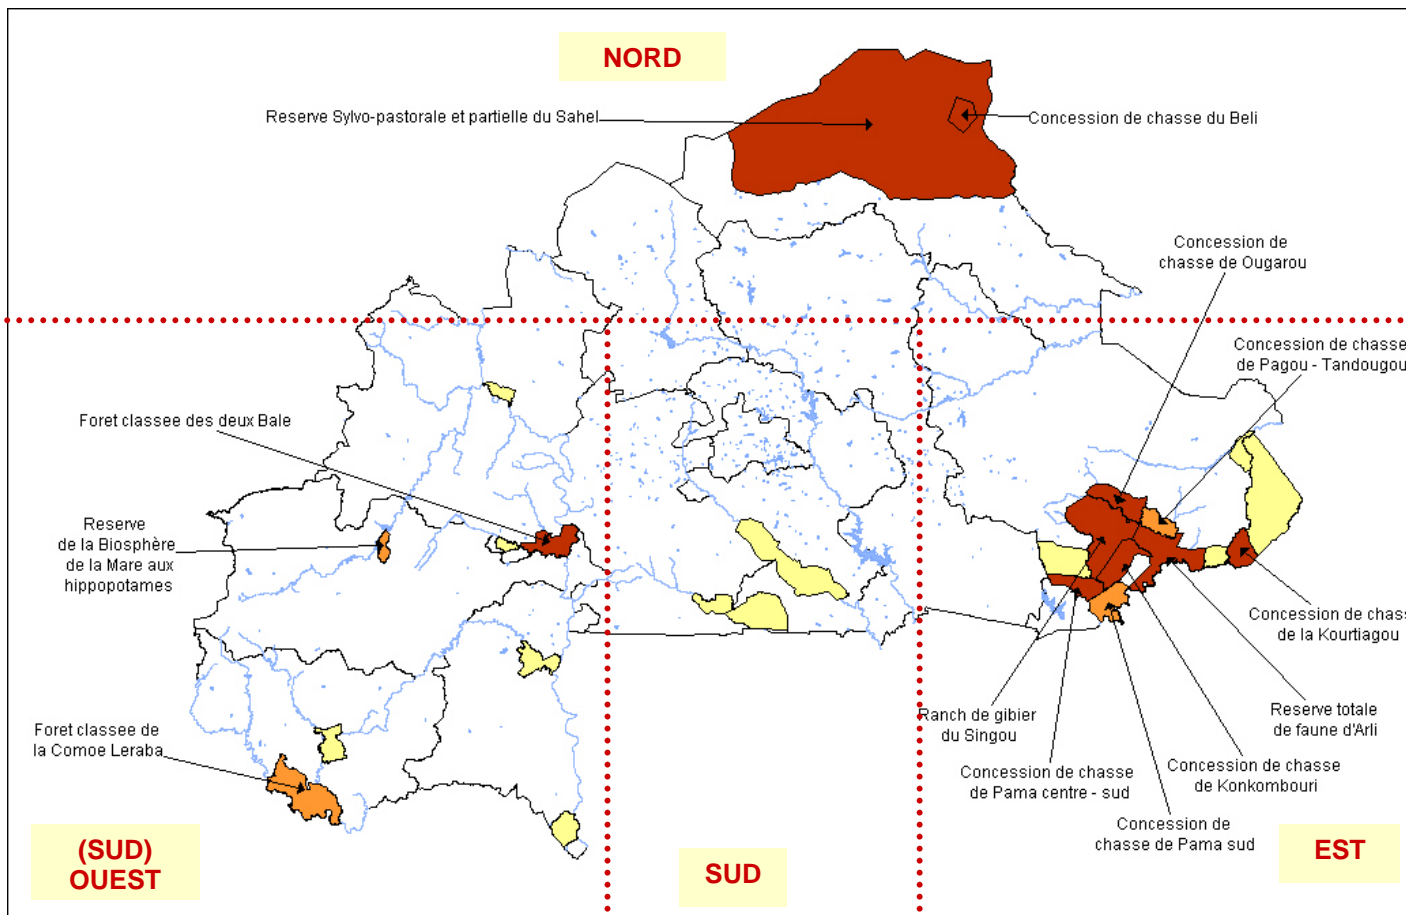 NORD
Reserve Sylvo-pastorale et partielle du Sahel
Concession de chasse du Beli
Concession de
chasse de Ougarou
Concession de chasse
de Pagou - Tandougou
Foret classee des deux Bale
Reserve
de la Biosphère
de la Mare aux
hippopotames
Concession de chass
de la Kourtiagou
Ranch de gibier
du Singou
Reserve totale
de faune d'Arli
Foret classee de
la Comoe Leraba
Concession de chasse
de Pama centre - sud
Concession de chasse
de Konkombouri
Concession de
chasse de Pama sud
(SUD)
OUEST
SUD
EST